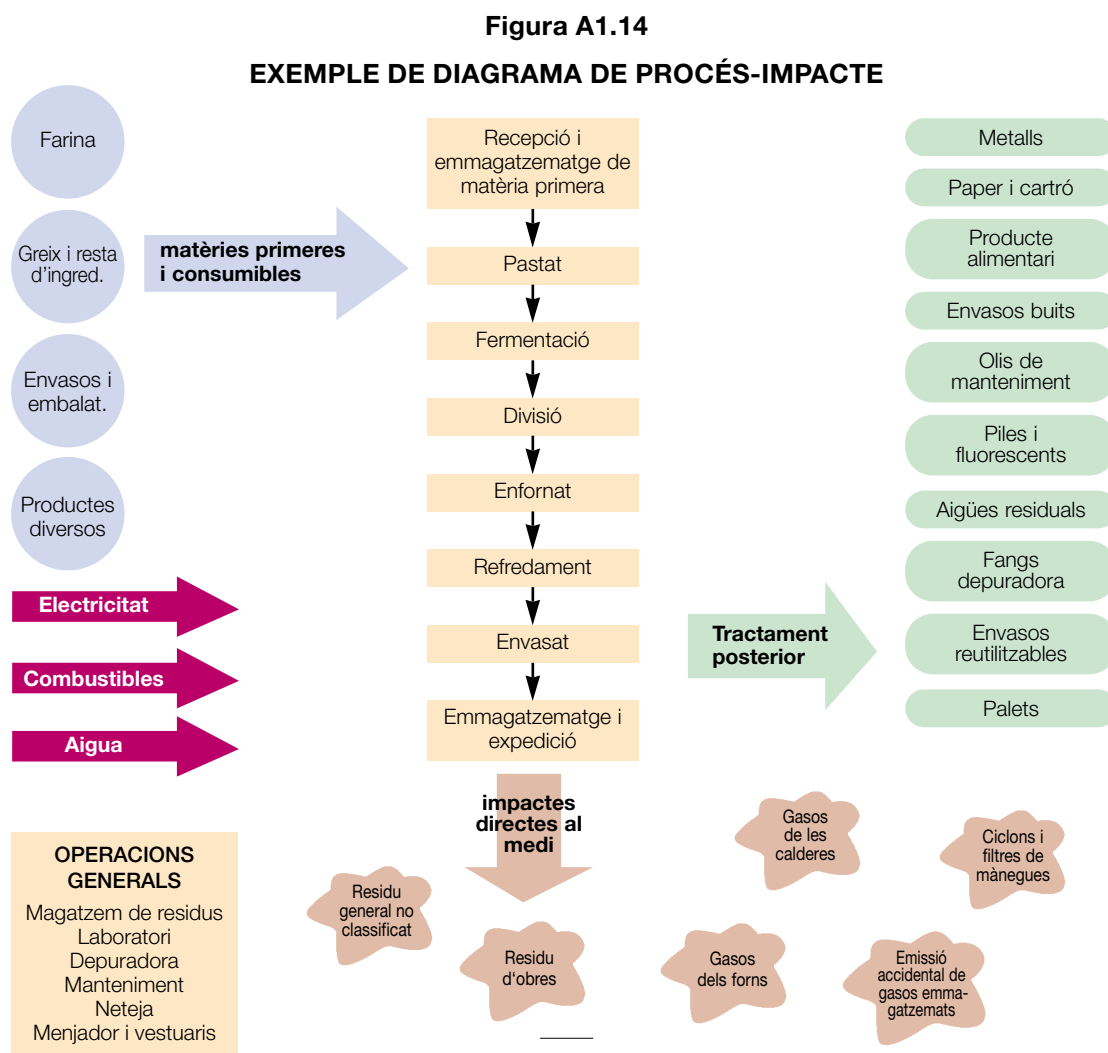 Figura A1.14
EXEMPLE DE DIAGRAMA DE PROCÉS-IMPACTE
Farina
Greix i resta
d'ingred.
Envasos i
embalat.
Productes
diversos
matèries primeres
i consumibles
Electricitat
Combustibles
Aigua
OPERACIONS
GENERALS
Magatzem de residus
Laboratori
Depuradora
Manteniment
Neteja
Menjador i vestuaris
Recepció i
emmagatzematge de
matèria primera
Pastat
Fermentació
Divisió
Enfornat
Refredament
Envasat
Emmagatzematge i
expedició
impactes
directes al
medi
Tractament
posterior
Metalls
Paper i cartró
Producte
alimentari
Envasos buits
Olis de
manteniment
Piles i
fluorescents
Aigües residuals
Fangs
depuradora
Envasos
reutilitzables
Palets
Residu
general no
classificat
Residu
d'obres
Gasos
de les
calderes
Gasos
dels forns
Ciclons i
filtres de
mànegues
Emissió
accidental de
gasos emma-
gatzemats